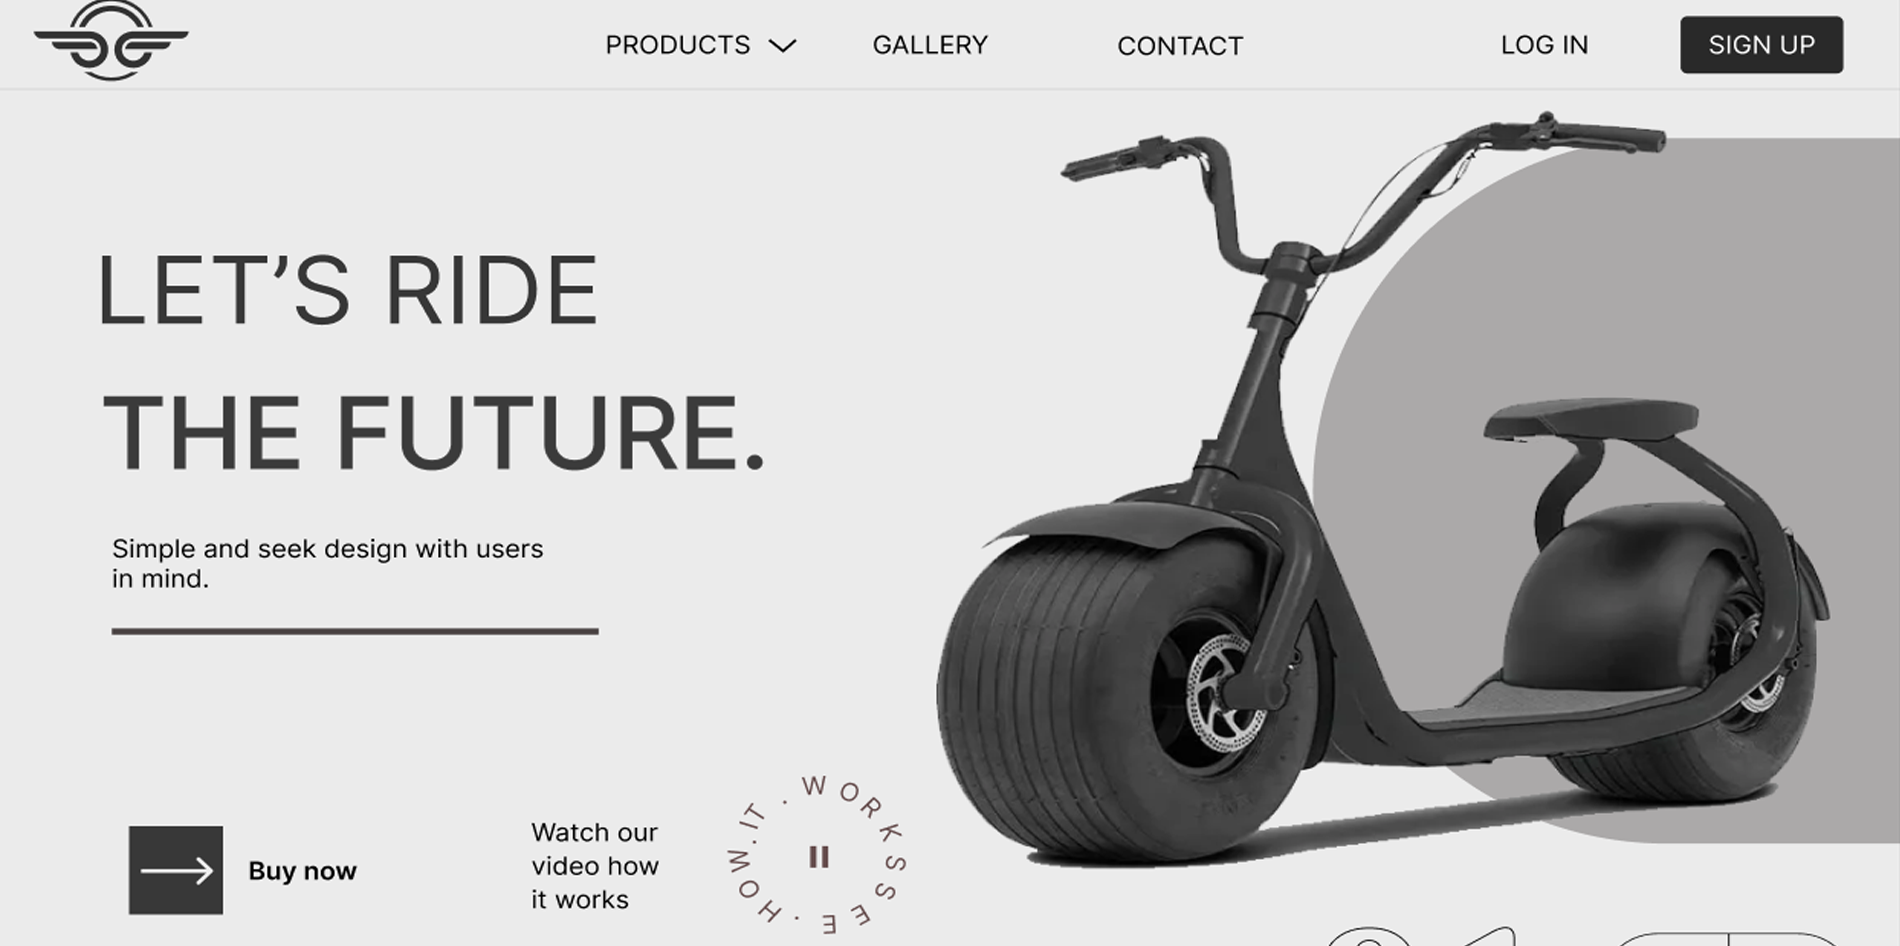 PRODUCTS
GALLERY
CONTACT
LOG IN
SIGN UP
LET’S RIDE
THE FUTURE.
Simple and seek design with users
in mind.
Buy now
Watch our
video how
it works
SEE.HOW.IT.WORKS